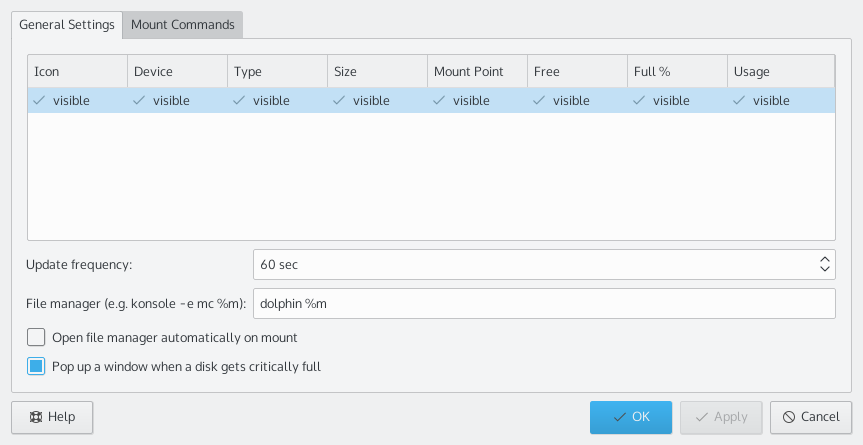 General Settings Mount Commands
Icon Device Type Size Mount Point Free Full % Usage
visible visible visible visible visible visible visible visible
Update frequency: 60 sec
File manager (e.g. konsole -e mc %m): dolphin %m
Open file manager automatically on mount
Pop up a window when a disk gets critically full
Help OK Apply Cancel